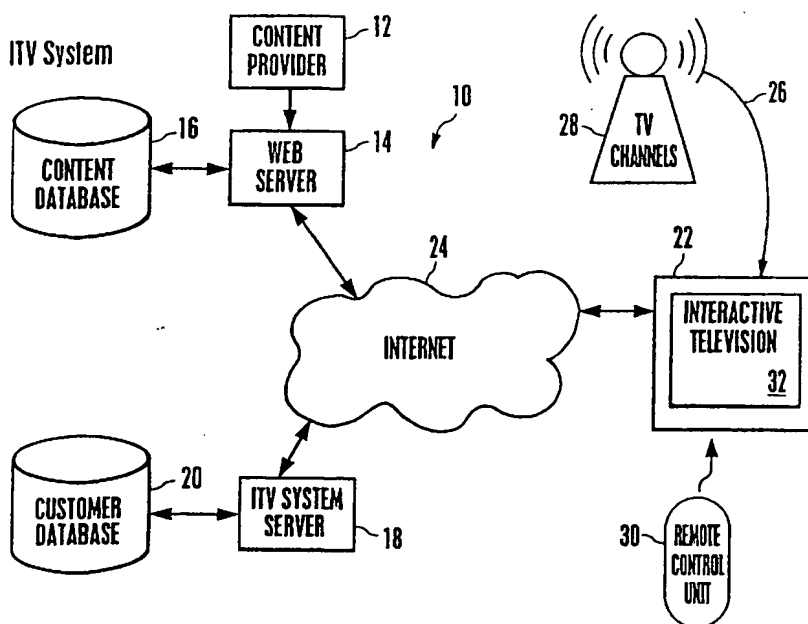 ITV System
CONTENT
PROVIDER
12
16
CONTENT
DATABASE
WEB
SERVER
14
10
28
TV
CHANNELS
26
24
INTERNET
22
INTERACTIVE
TELEVISION
32
20
CUSTOMER
DATABASE
ITV SYSTEM
SERVER
18
30
REMOTE
CONTROL
UNIT